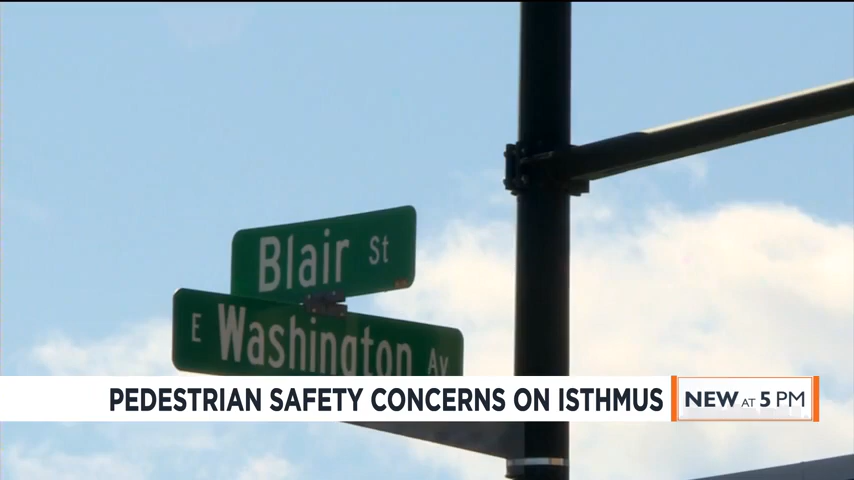 Blair St
E Washington Av
PEDESTRIAN SAFETY CONCERNS ON ISTHMUS
NEW AT 5 PM